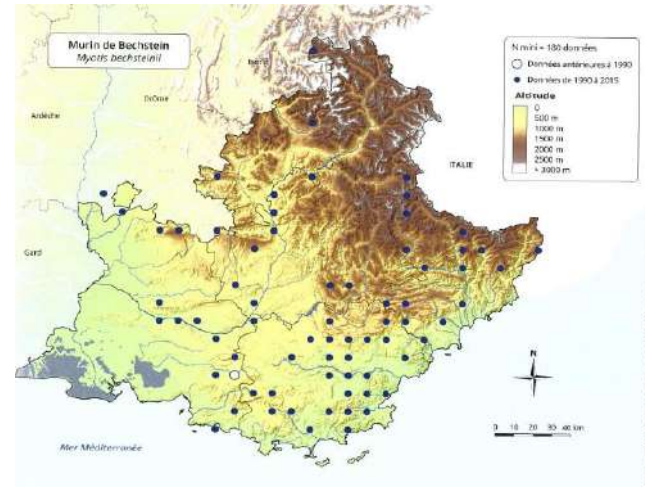 Murin de Bechstein
Myotis bechsteinii
N mini = 180 données
Données antérieures à 1990
Données de 1990 à 2015
Altitude
0
500 m
1000 m
1500 m
2000 m
2500 m
> 3000 m
Isère
Drôme
Ardèche
ITALIE
Gard
N
Mer Méditerranée
0 10 20 30 40 km